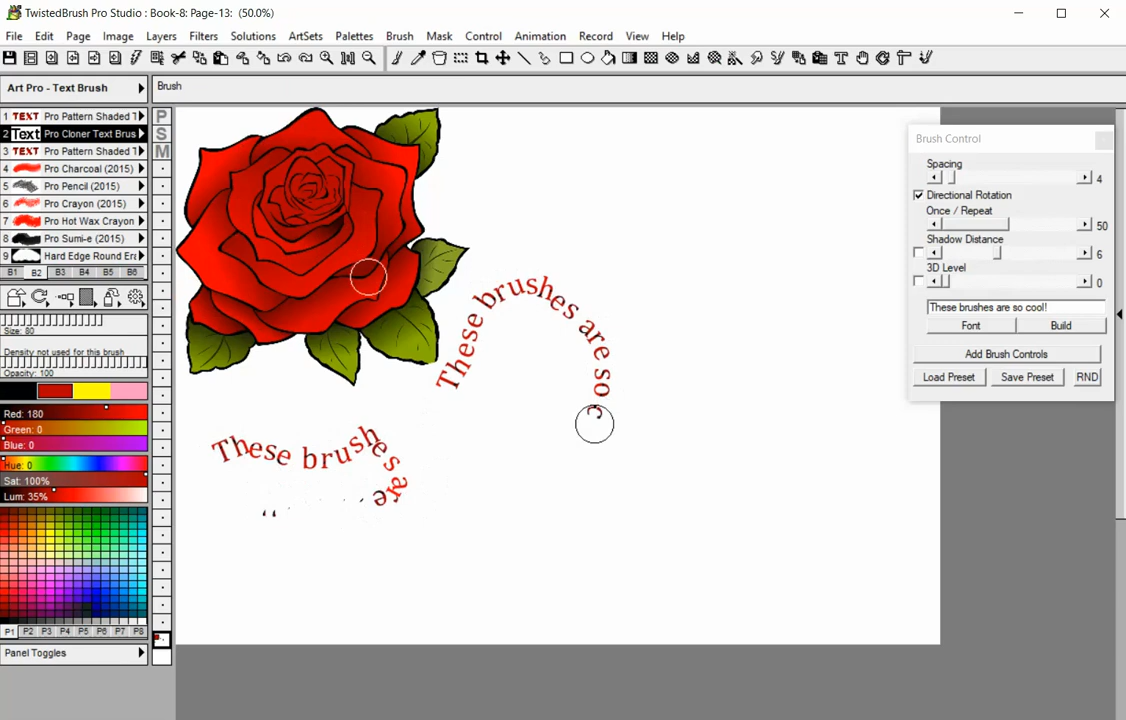 TwistedBrush Pro Studio : Book-8: Page-13: (50.0%)
File Edit Page Image Layers Filters Solutions ArtSets Palettes Brush Mask Control Animation Record View Help
Art Pro - Text Brush
Brush
1 TEXT Pro Pattern Shaded T
2 Text Pro Cloner Text Brus
3 TEXT Pro Pattern Shaded T
4 Pro Charcoal (2015)
5 Pro Pencil (2015)
6 Pro Crayon (2015)
7 Pro Hot Wax Crayon
8 Pro Sumi-e (2015)
9 Hard Edge Round Era
B1 B2 B3 B4 B5 B6
P
S
M
Size: 80
Density not used for this brush
Opacity: 100
Red: 180
Green: 0
Blue: 0
Hue: 0
Sat: 100%
Lum: 35%
P1 P2 P3 P4 P5 P6 P7 P8
Panel Toggles
These brushes are so c
These brushes are
Brush Control
Spacing
4
Directional Rotation
Once / Repeat
50
Shadow Distance
6
3D Level
0
These brushes are so cool!
Font Build
Add Brush Controls
Load Preset Save Preset RND